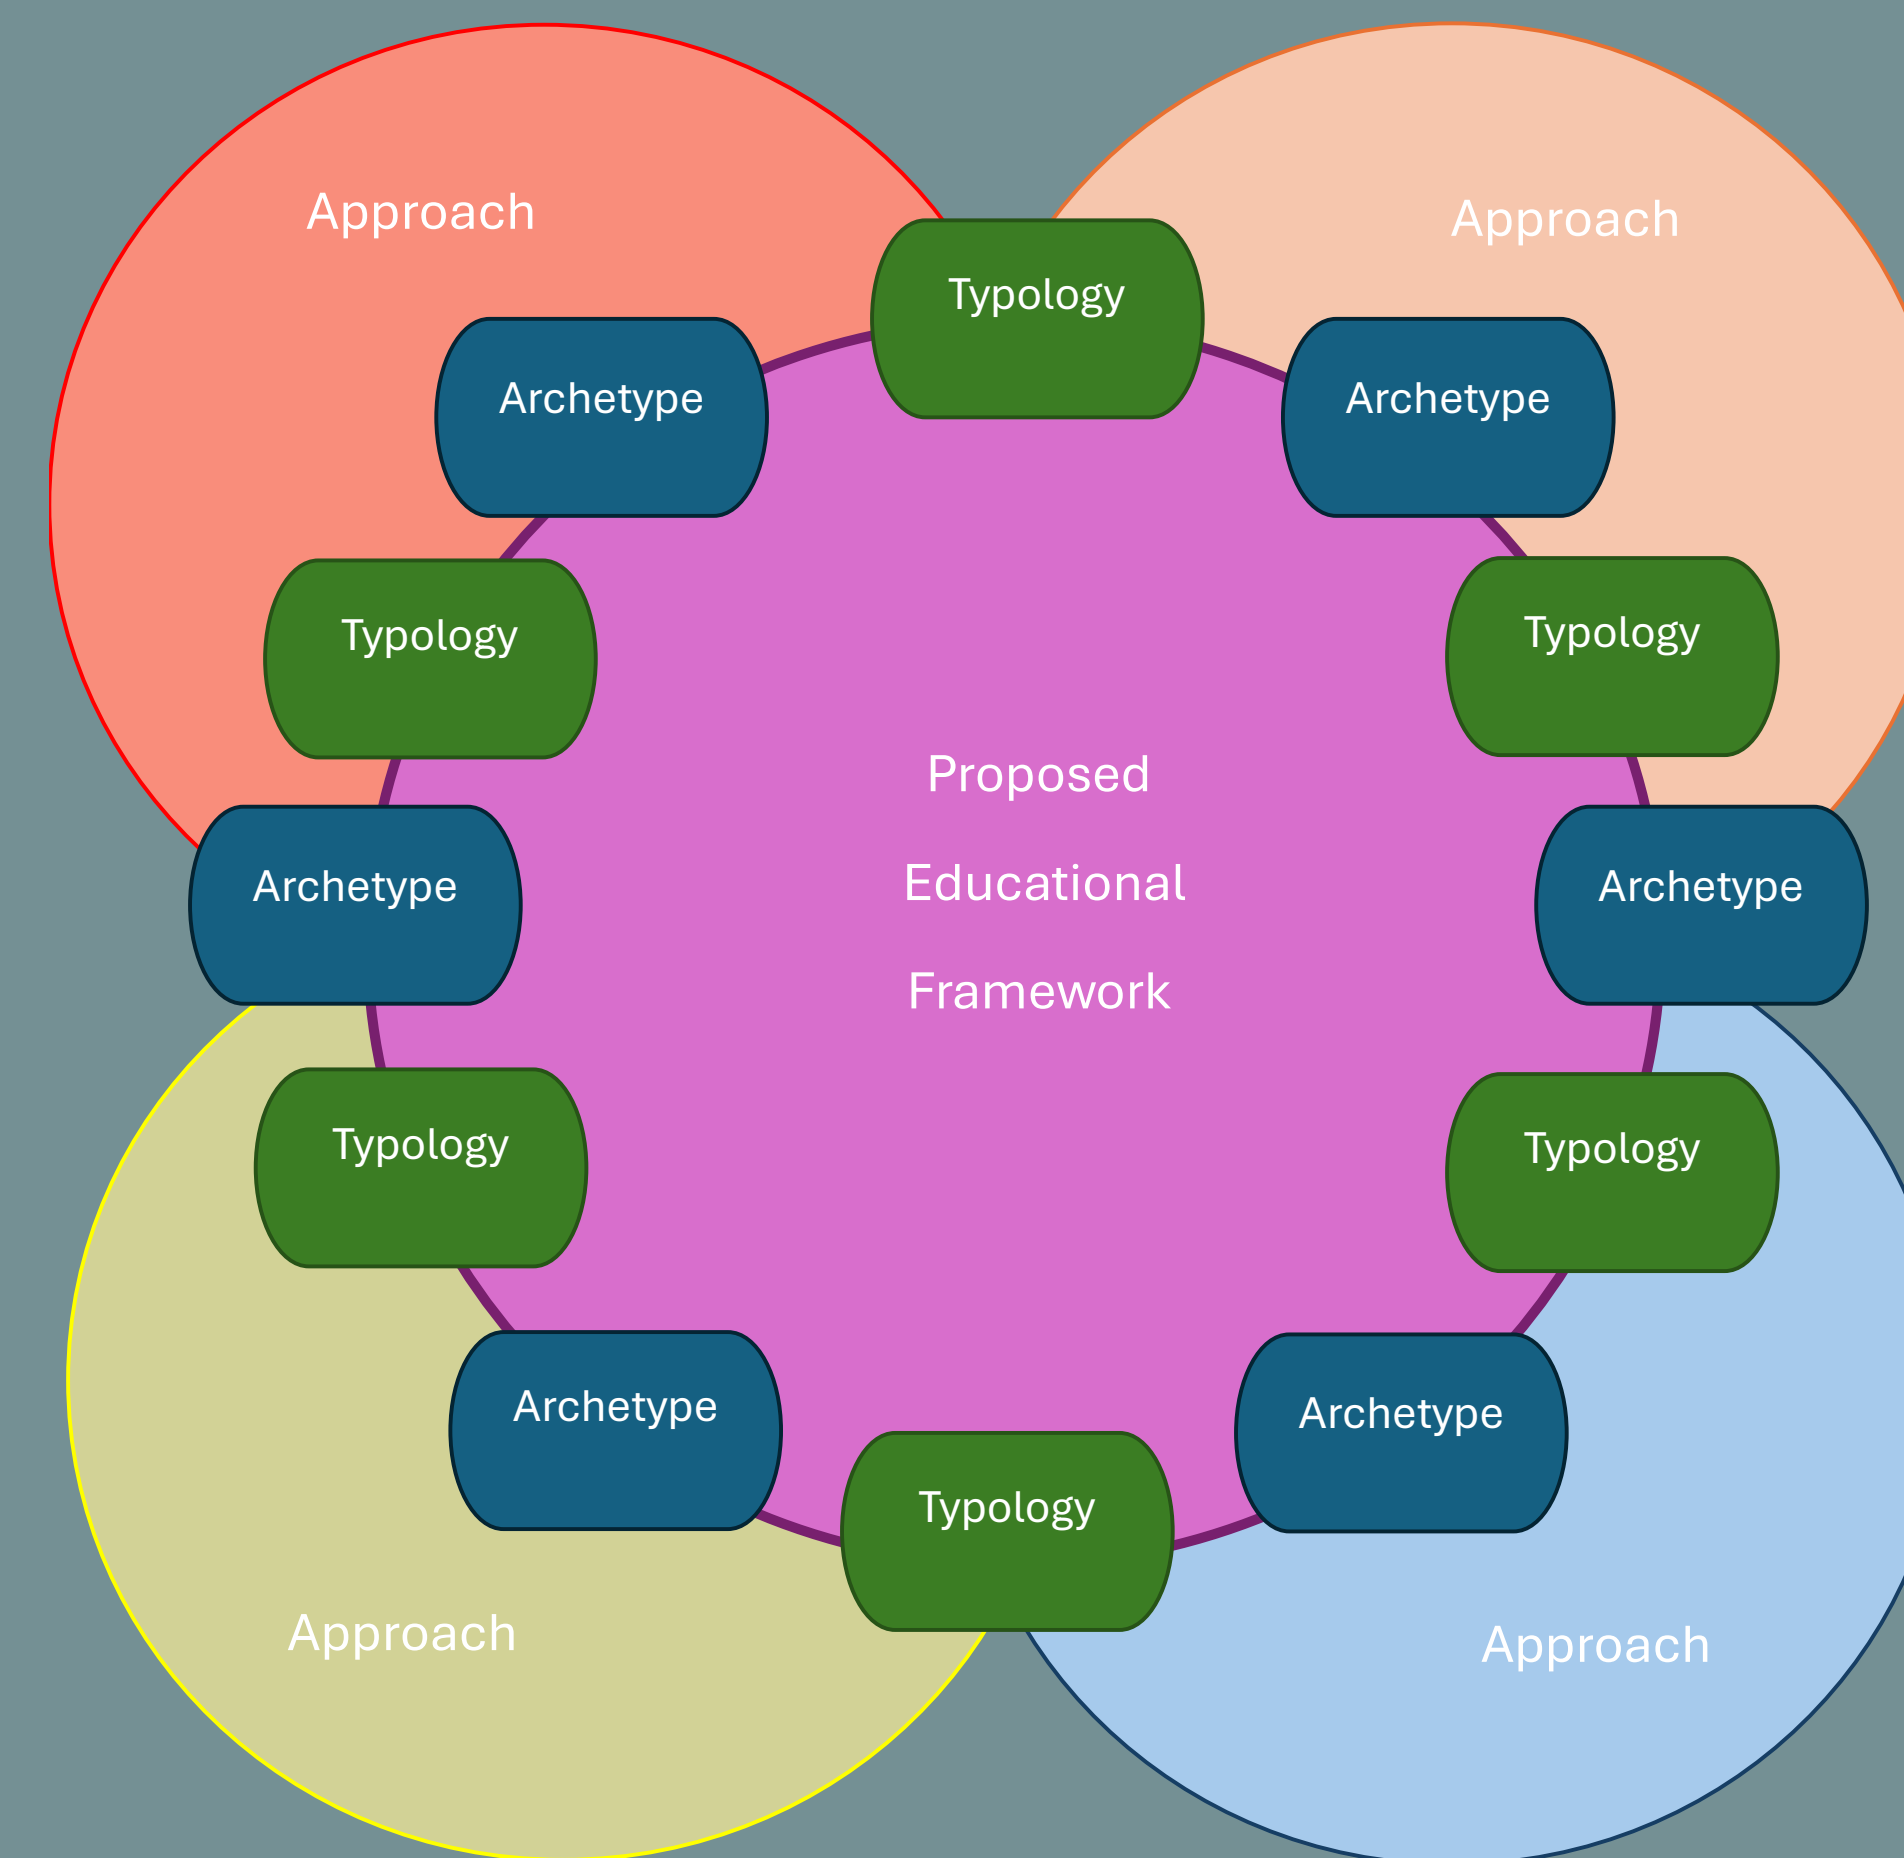 Approach
Approach
Typology
Archetype
Archetype
Typology
Typology
Proposed
Educational
Framework
Archetype
Archetype
Typology
Typology
Archetype
Archetype
Typology
Approach
Approach